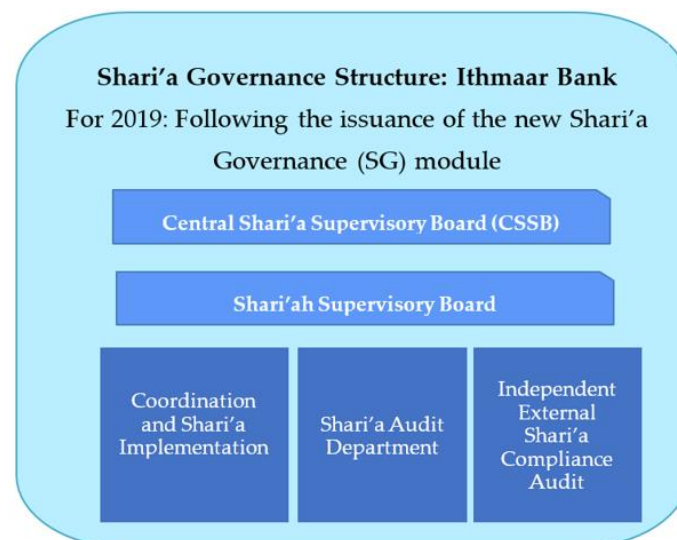 Shari’a Governance Structure: Ithmaar Bank
For 2019: Following the issuance of the new Shari’a
Governance (SG) module
Central Shari’a Supervisory Board (CSSB)
Shari’ah Supervisory Board
Coordination
and Shari’a
Implementation
Shari’a Audit
Department
Independent
External
Shari’a
Compliance
Audit